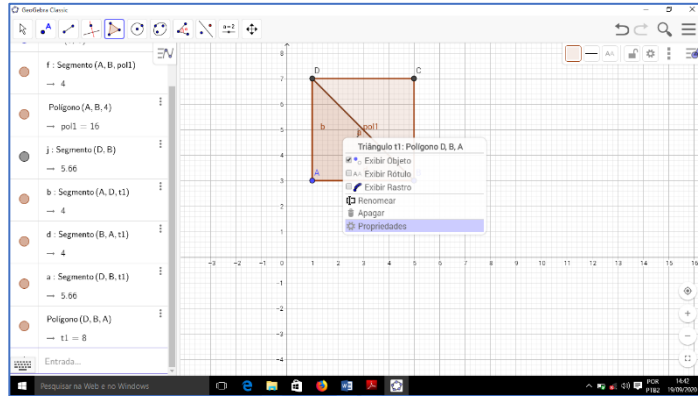 GeoGebra Classic
f : Segmento (A, B, pol1)
→ 4
Polígono (A, B, 4)
→ pol1 = 16
j : Segmento (D, B)
→ 5.66
b : Segmento (A, D, t1)
→ 4
d : Segmento (B, A, t1)
→ 4
a : Segmento (D, B, t1)
→ 5.66
Polígono (D, B, A)
→ t1 = 8
Entrada...
a=2
AA
D
C
b
pol1
A
Triângulo t1: Polígono D, B, A
Exibir Objeto
AA Exibir Rótulo
Exibir Rastro
Renomear
Apagar
Propriedades
8
7
6
5
4
3
2
1
−3 −2 −1 0 1 2 3 4 5 6 7 8 9 10 11 12 13 14 15 16
−1
−2
−3
−4
Pesquisar na Web e no Windows
POR 14:42
PTB2 19/09/2020